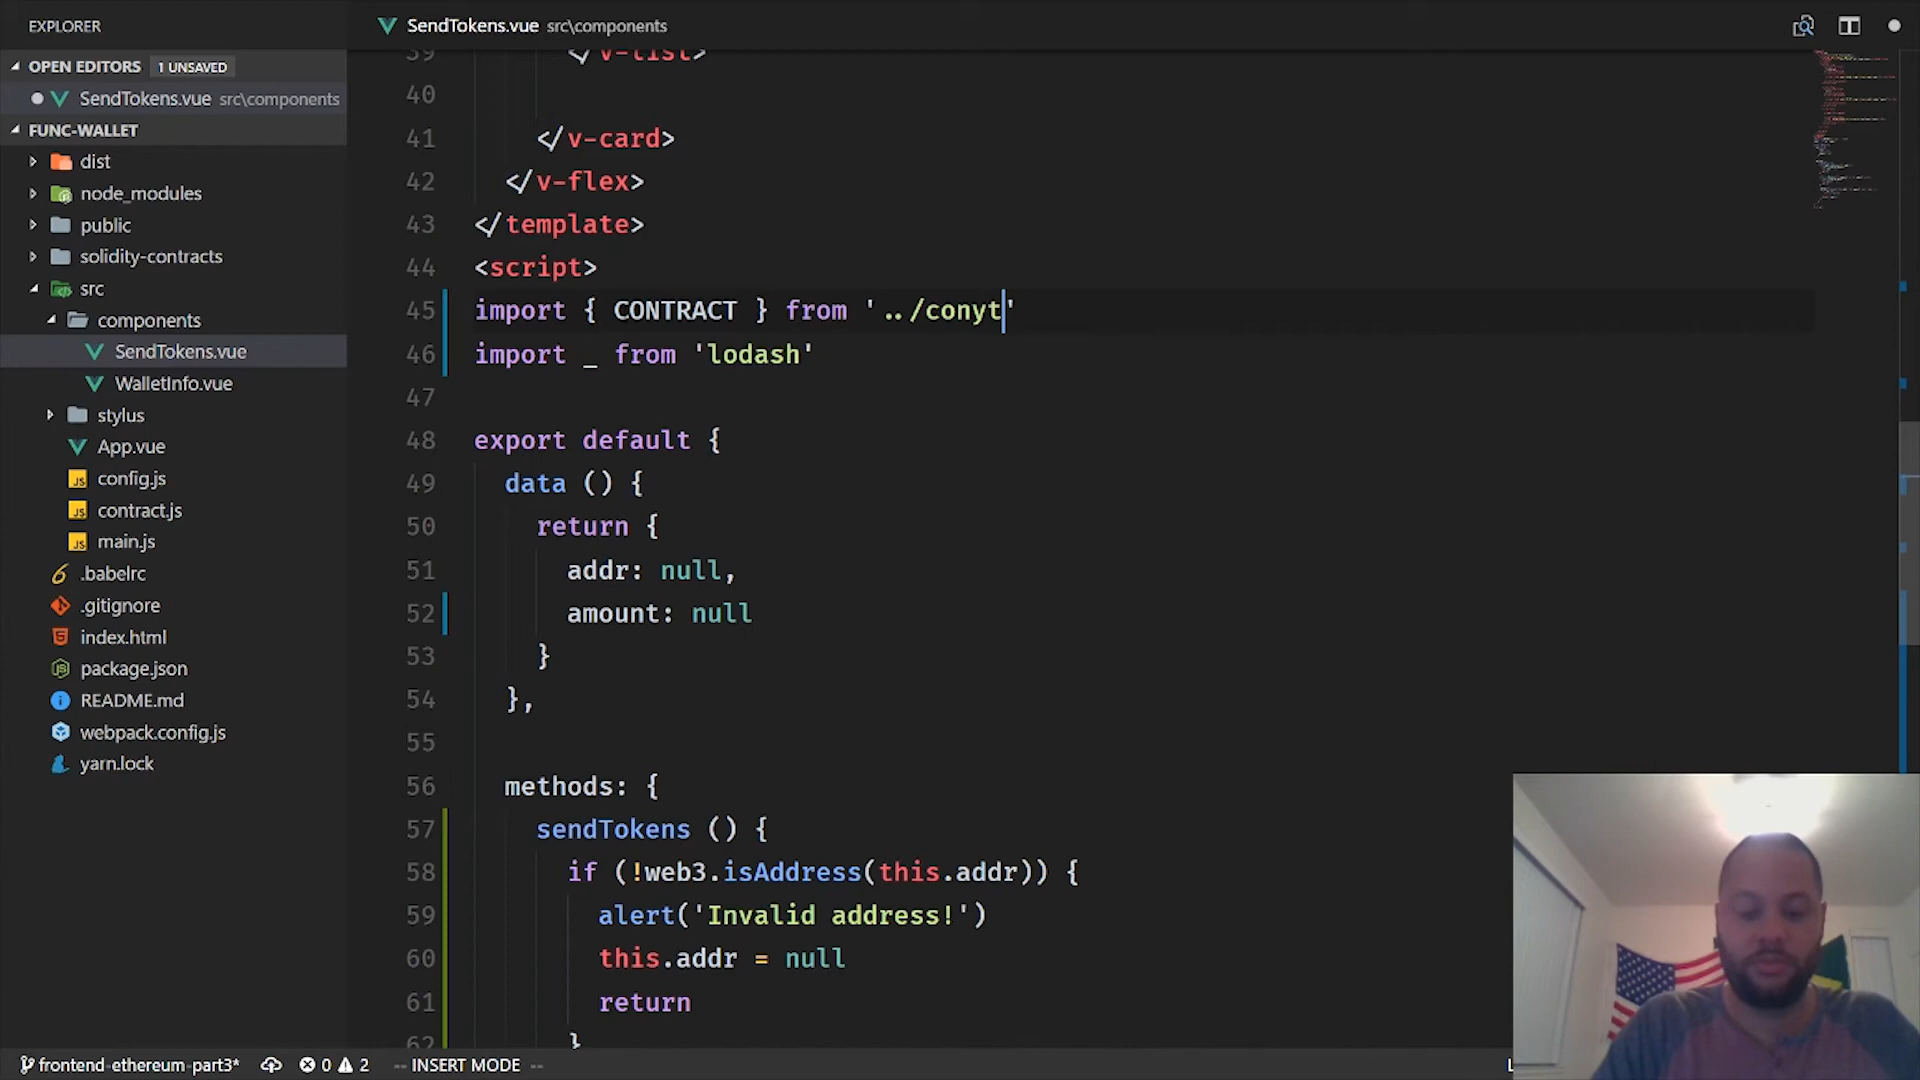 EXPLORER
OPEN EDITORS 1 UNSAVED
SendTokens.vue src\components
FUNC-WALLET
dist
node_modules
public
solidity-contracts
src
components
SendTokens.vue
WalletInfo.vue
stylus
App.vue
config.js
contract.js
main.js
.babelrc
.gitignore
index.html
package.json
README.md
webpack.config.js
yarn.lock
SendTokens.vue src\components
39 </v-list>
40
41 </v-card>
42 </v-flex>
43 </template>
44 <script>
45 import { CONTRACT } from '../conyt'
46 import _ from 'lodash'
47
48 export default {
49 data () {
50 return {
51 addr: null,
52 amount: null
53 }
54 },
55
56 methods: {
57 sendTokens () {
58 if (!web3.isAddress(this.addr)) {
59 alert('Invalid address!')
60 this.addr = null
61 return
62 }
frontend-ethereum-part3* 0 2 -- INSERT MODE --